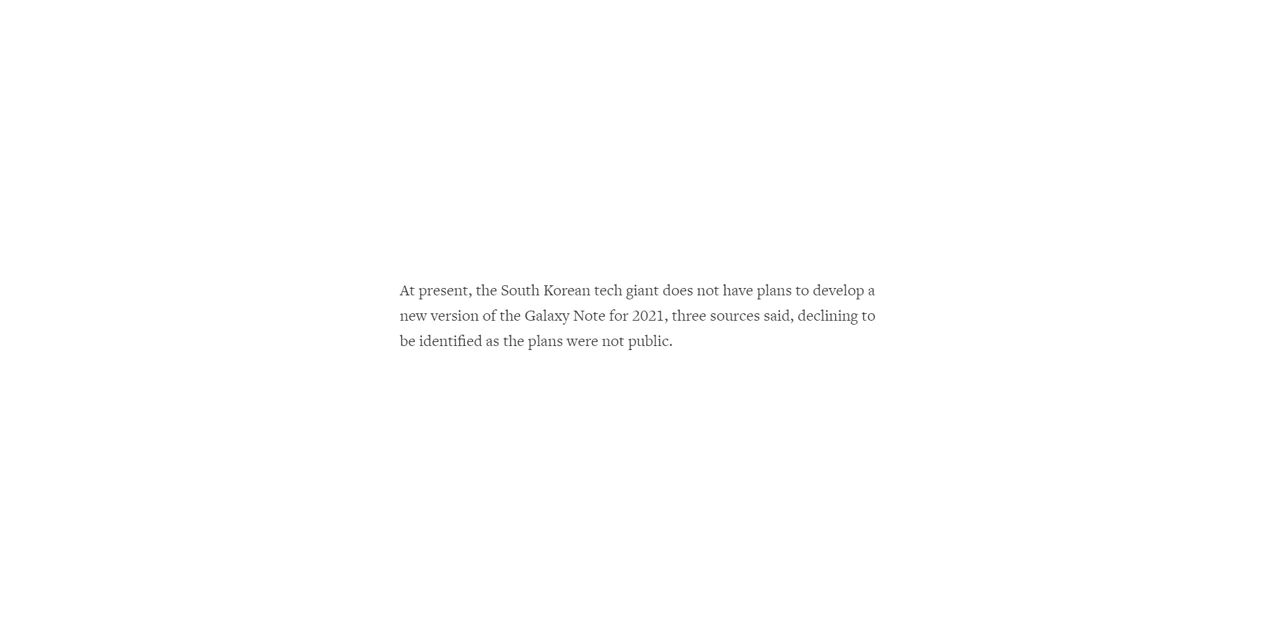 At present, the South Korean tech giant does not have plans to develop a
new version of the Galaxy Note for 2021, three sources said, declining to
be identified as the plans were not public.